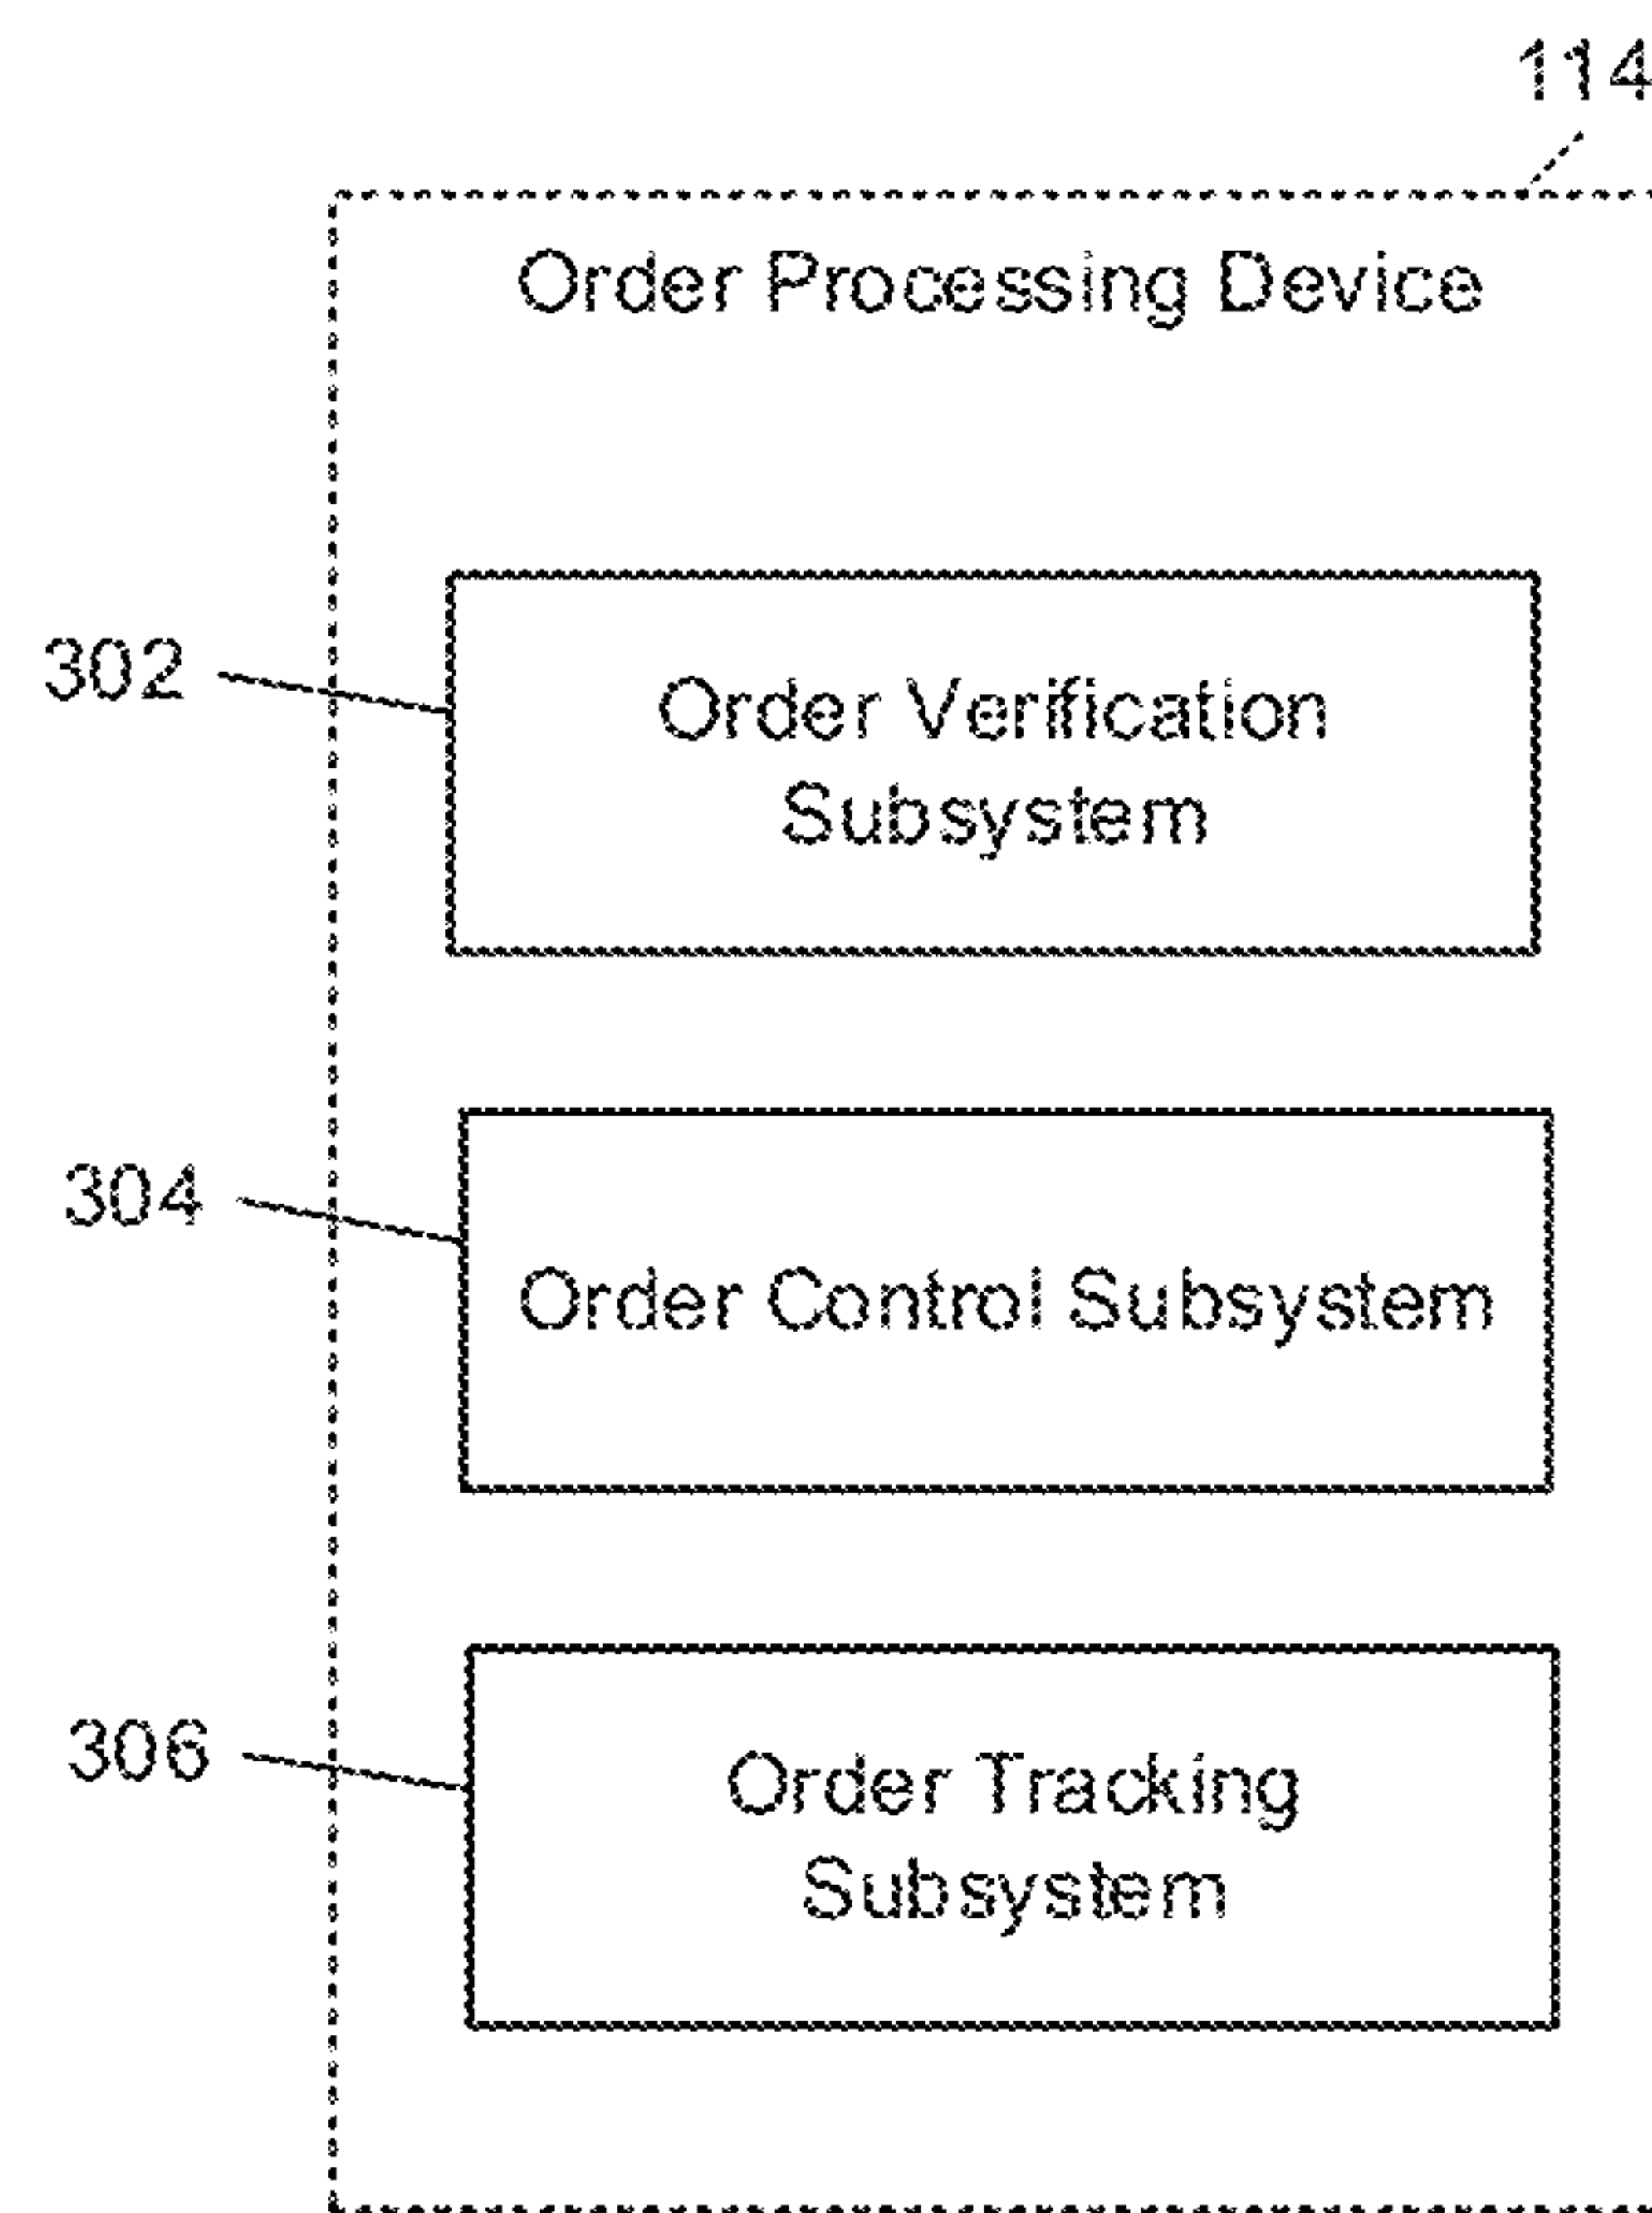 114
Order Processing Device
302
Order Verification
Subsystem
304
Order Control Subsystem
306
Order Tracking
Subsystem